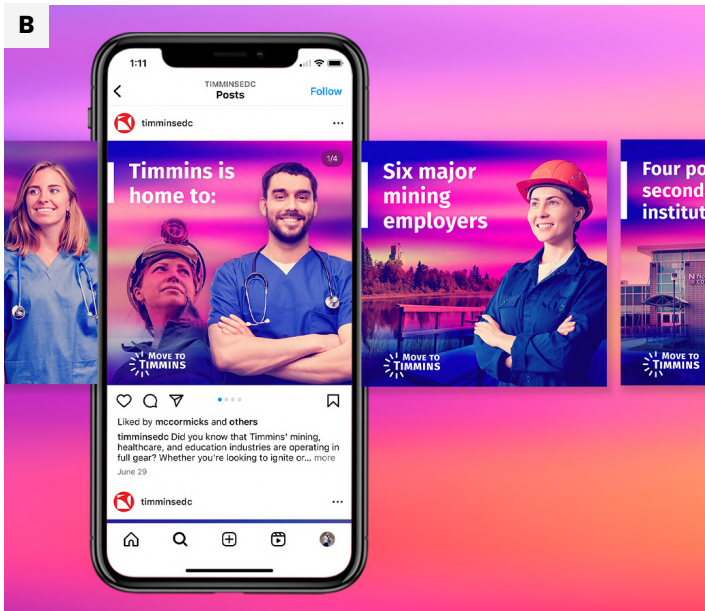 B
1:11
TIMMINSEDC
Posts
Follow
timminsedc
1/4
Timmins is
home to:
MOVE TO
TIMMINS
Six major
mining
employers
MOVE TO
TIMMINS
Four po
second
institut
MOVE TO
TIMMINS
Liked by mccormicks and others
timminsedc Did you know that Timmins' mining,
healthcare, and education industries are operating in
full gear? Whether you're looking to ignite or... more
June 29
timminsedc